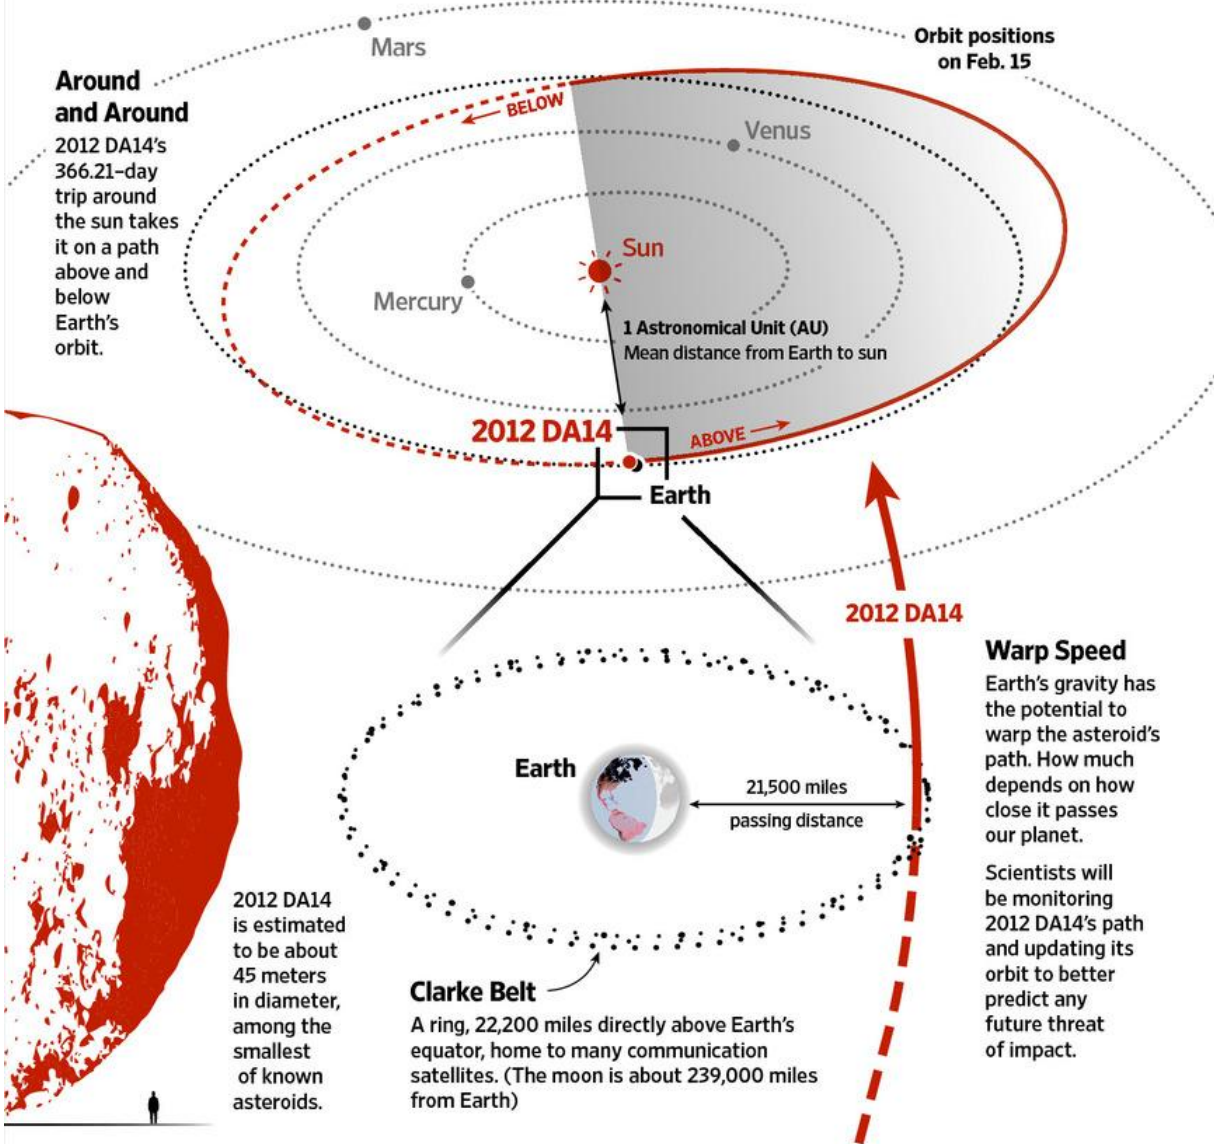 Mars
Orbit positions
on Feb. 15
Around
and Around
2012 DA14's
366.21–day
trip around
the sun takes
it on a path
above and
below
Earth's
orbit.
BELOW
Venus
Sun
Mercury
1 Astronomical Unit (AU)
Mean distance from Earth to sun
2012 DA14
ABOVE
Earth
2012 DA14
Warp Speed
Earth's gravity has
the potential to
warp the asteroid's
path. How much
depends on how
close it passes
our planet.
Scientists will
be monitoring
2012 DA14's path
and updating its
orbit to better
predict any
future threat
of impact.
Earth
21,500 miles
passing distance
2012 DA14
is estimated
to be about
45 meters
in diameter,
among the
smallest
of known
asteroids.
Clarke Belt
A ring, 22,200 miles directly above Earth's
equator, home to many communication
satellites. (The moon is about 239,000 miles
from Earth)